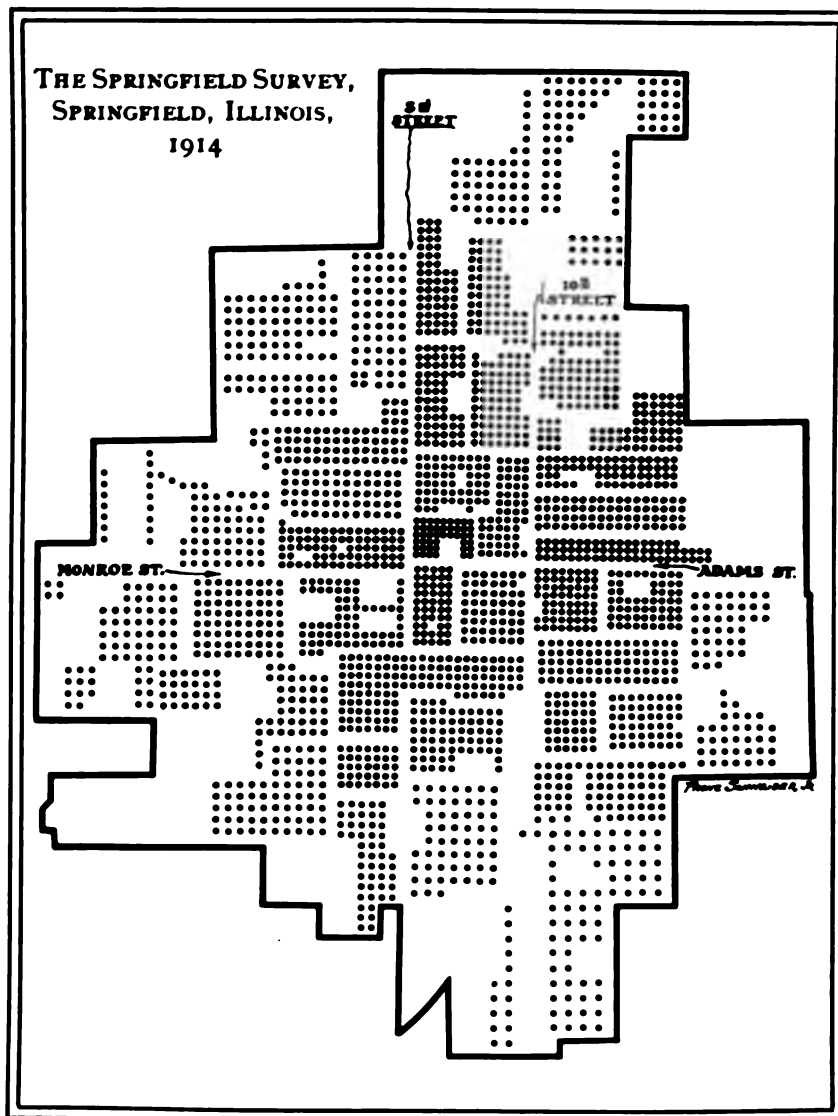 THE SPRINGFIELD SURVEY,
SPRINGFIELD, ILLINOIS,
1914
3d
STREET
10th
STREET
MONROE ST.
ADAMS ST.